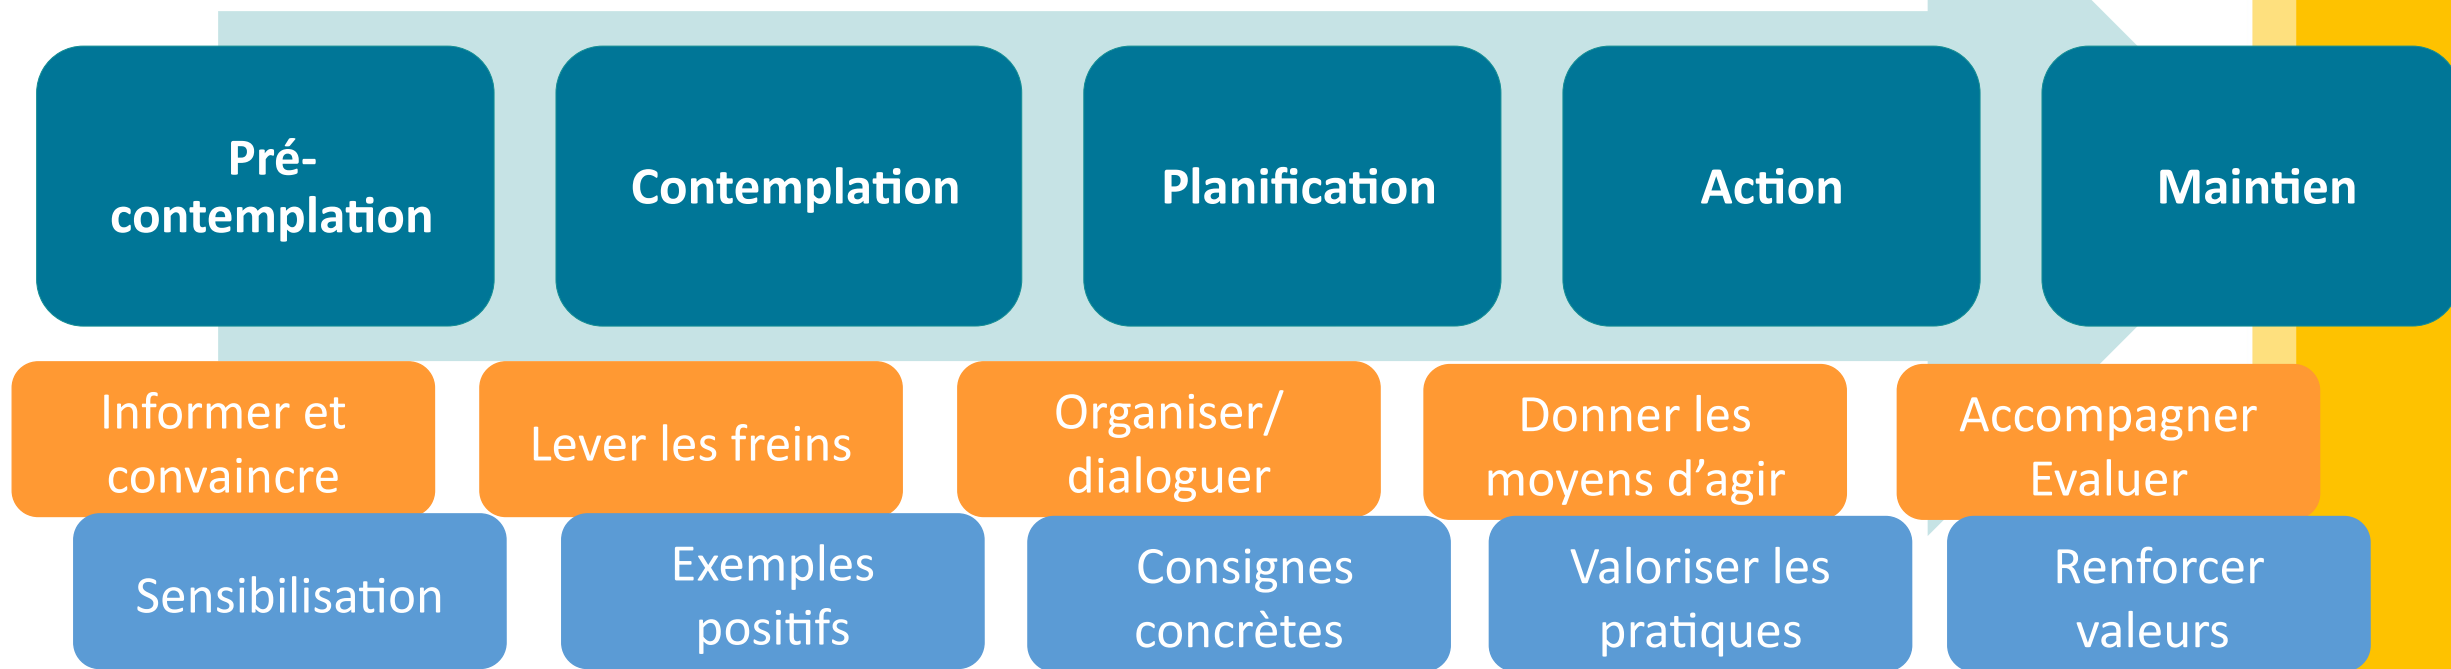 Pré-
contemplation
Contemplation
Planification
Action
Maintien
Informer et
convaincre
Lever les freins
Organiser/
dialoguer
Donner les
moyens d’agir
Accompagner
Evaluer
Sensibilisation
Exemples
positifs
Consignes
concrètes
Valoriser les
pratiques
Renforcer
valeurs